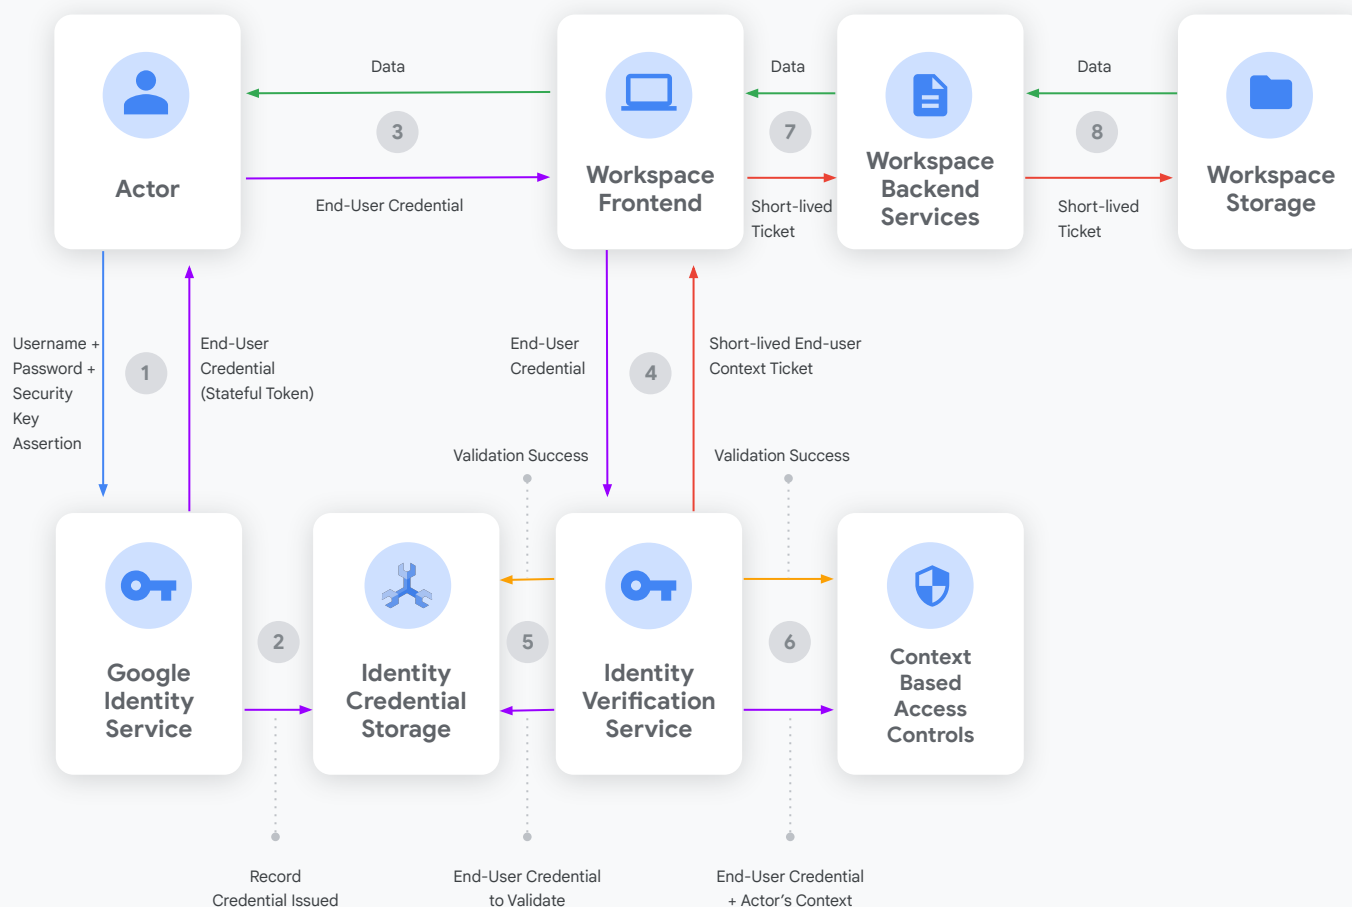 Data
Data
Data
3
7
8
Actor
Workspace
Frontend
Workspace
Backend
Services
Workspace
Storage
End-User Credential
Short-lived
Ticket
Short-lived
Ticket
Username +
Password +
Security
Key
Assertion
1
End-User
Credential
(Stateful Token)
End-User
Credential
4
Short-lived End-user
Context Ticket
Validation Success
Validation Success
2
5
6
Google
Identity
Service
Identity
Credential
Storage
Identity
Verification
Service
Context
Based
Access
Controls
Record
Credential Issued
End-User Credential
to Validate
End-User Credential
+ Actor's Context